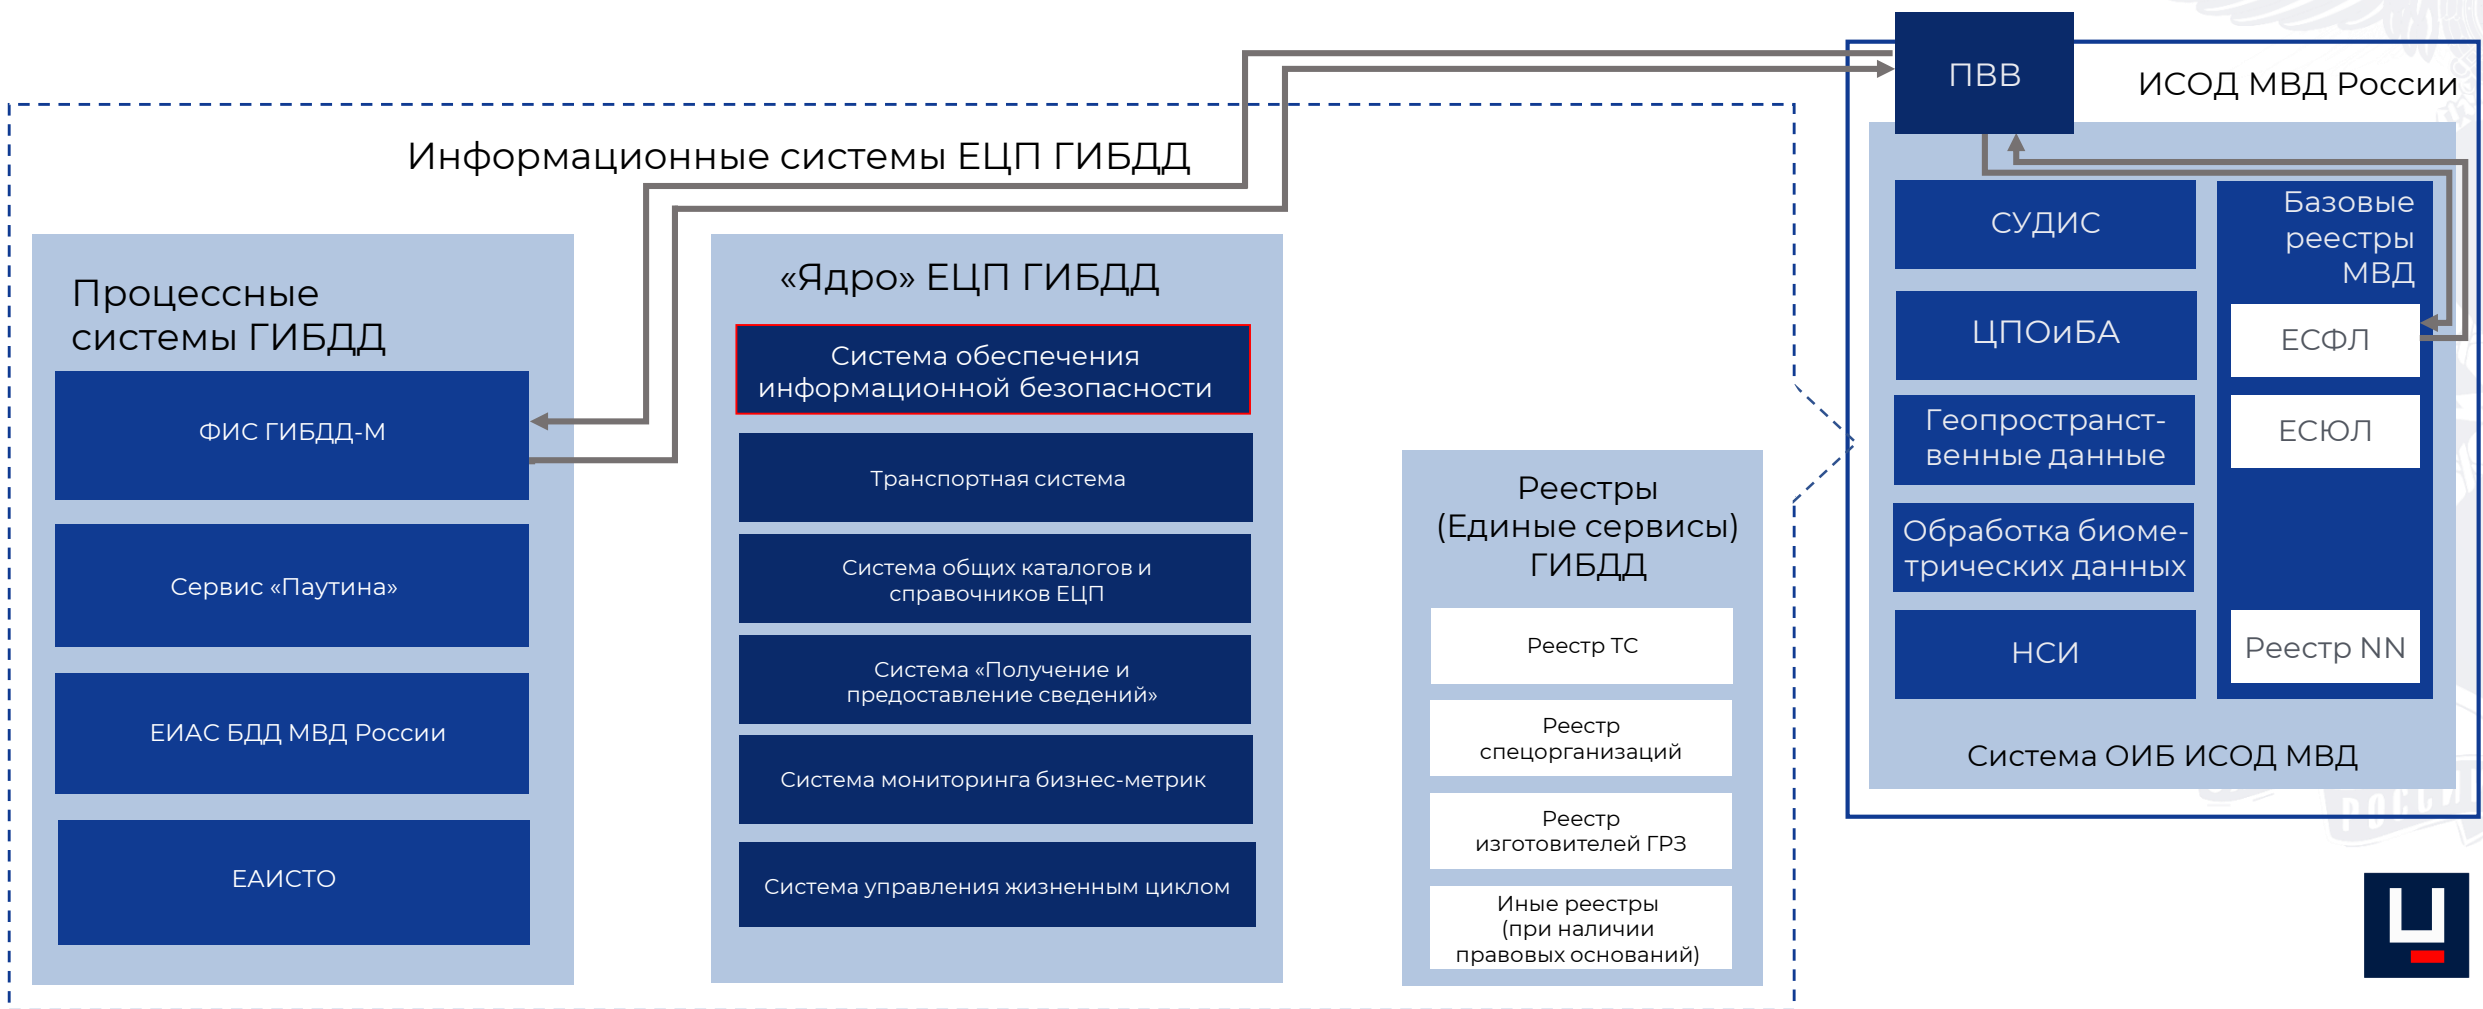 ПВВ
ИСОД МВД России
Информационные системы ЕЦП ГИБДД
Процессные
системы ГИБДД
ФИС ГИБДД-М
Сервис «Паутина»
ЕИАС БДД МВД России
ЕАИСТО
«Ядро» ЕЦП ГИБДД
Система обеспечения
информационной безопасности
Транспортная система
Система общих каталогов и
справочников ЕЦП
Система «Получение и
предоставление сведений»
Система мониторинга бизнес-метрик
Система управления жизненным циклом
Реестры
(Единые сервисы)
ГИБДД
Реестр ТС
Реестр
спецорганизаций
Реестр
изготовителей ГРЗ
Иные реестры
(при наличии
правовых оснований)
СУДИС
ЦПОиБА
Геопространст-
венные данные
Обработка биоме-
трических данных
НСИ
Базовые
реестры
МВД
ЕСФЛ
ЕСЮЛ
Реестр NN
Система ОИБ ИСОД МВД
Ц